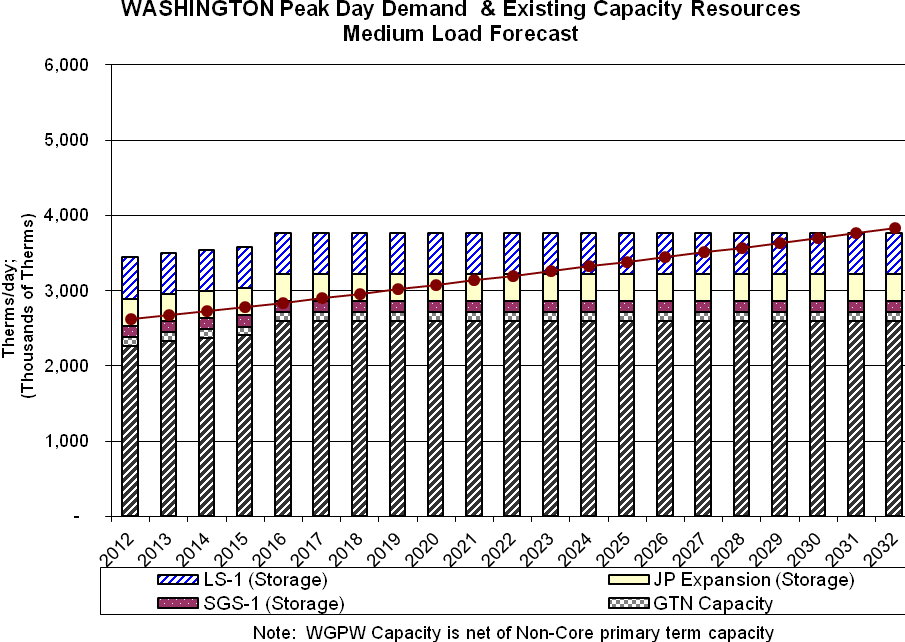 WASHINGTON Peak Day Demand & Existing Capacity Resources
Medium Load Forecast
Therms/day;
(Thousands of Therms)
6,000
5,000
4,000
3,000
2,000
1,000
-
2012 2013 2014 2015 2016 2017 2018 2019 2020 2021 2022 2023 2024 2025 2026 2027 2028 2029 2030 2031 2032
LS-1 (Storage) JP Expansion (Storage)
SGS-1 (Storage) GTN Capacity
Note: WGPW Capacity is net of Non-Core primary term capacity